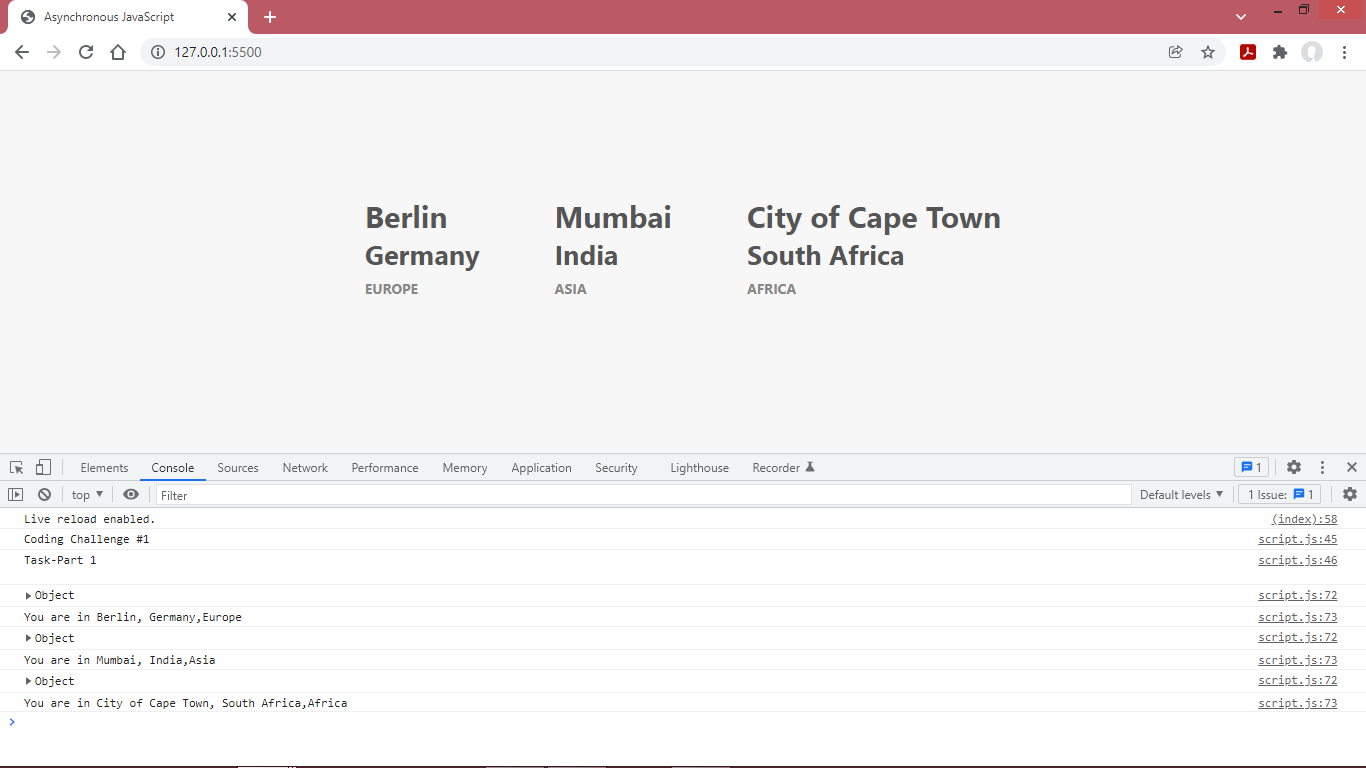 Asynchronous JavaScript
127.0.0.1:5500
Berlin
Germany
EUROPE
Mumbai
India
ASIA
City of Cape Town
South Africa
AFRICA
Elements Console Sources Network Performance Memory Application Security Lighthouse Recorder 1
top Filter Default levels 1 Issue: 1
Live reload enabled. (index):58
Coding Challenge #1 script.js:45
Task-Part 1 script.js:46
Object script.js:72
You are in Berlin, Germany,Europe script.js:73
Object script.js:72
You are in Mumbai, India,Asia script.js:73
Object script.js:72
You are in City of Cape Town, South Africa,Africa script.js:73